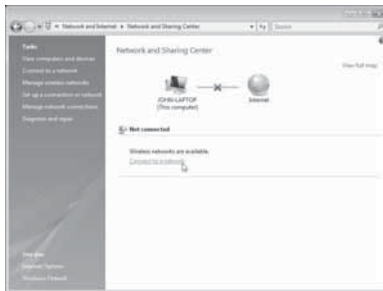 Network and Internet ▸ Network and Sharing Center
Search
Tasks
View computers and devices
Connect to a network
Manage wireless networks
Set up a connection or network
Manage network connections
Diagnose and repair
See also
Internet Options
Windows Firewall
Network and Sharing Center
View full map
JOHN-LAPTOP
(This computer)
Internet
Not connected
Wireless networks are available.
Connect to a network